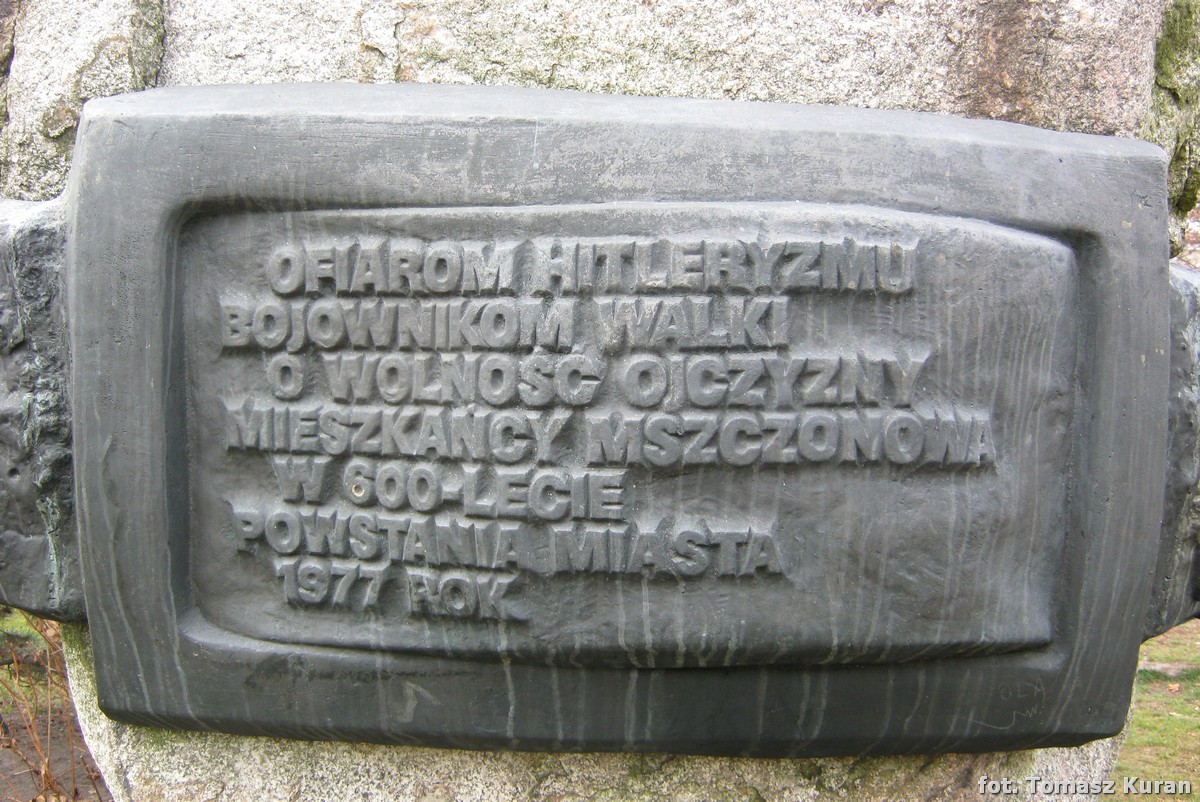 OFIAROM HITLERYZMU
BOJOWNIKOM WALKI
O WOLNOŚĆ OJCZYZNY
MIESZKAŃCY MSZCZONOWA
W 600-LECIE
POWSTANIA MIASTA
1977 ROK
fot. Tomasz Kuran